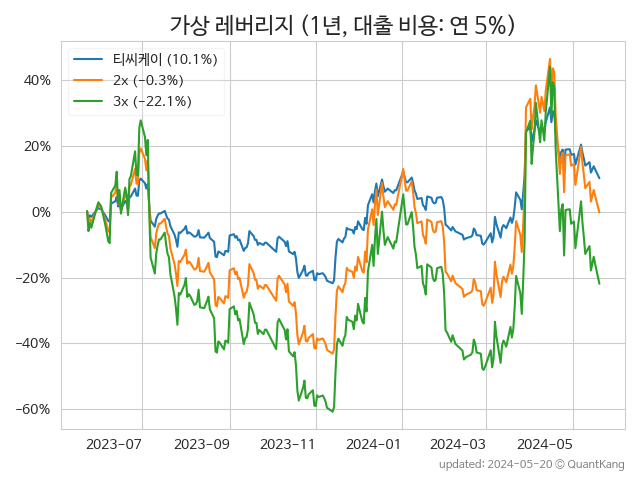 가상 레버리지 (1년, 대출 비용: 연 5%)
티씨케이 (10.1%)
2x (−0.3%)
3x (−22.1%)
40%
20%
0%
−20%
−40%
−60%
2023-07 2023-09 2023-11 2024-01 2024-03 2024-05
updated: 2024-05-20 © QuantKang